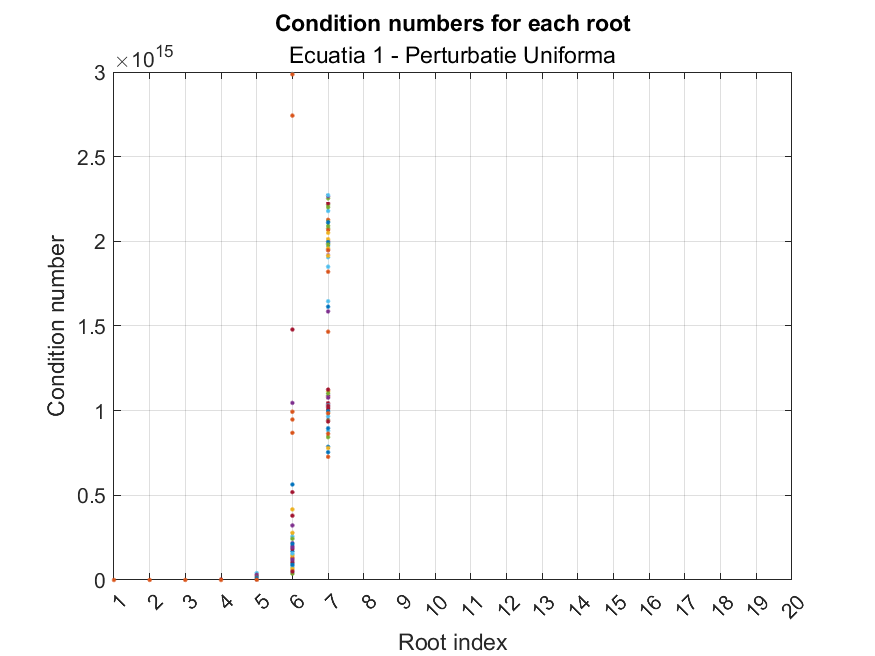 Condition numbers for each root
Ecuatia 1 - Perturbatie Uniforma
×10^15
3
2.5
2
1.5
1
0.5
0
Condition number
1 2 3 4 5 6 7 8 9 10 11 12 13 14 15 16 17 18 19 20
Root index